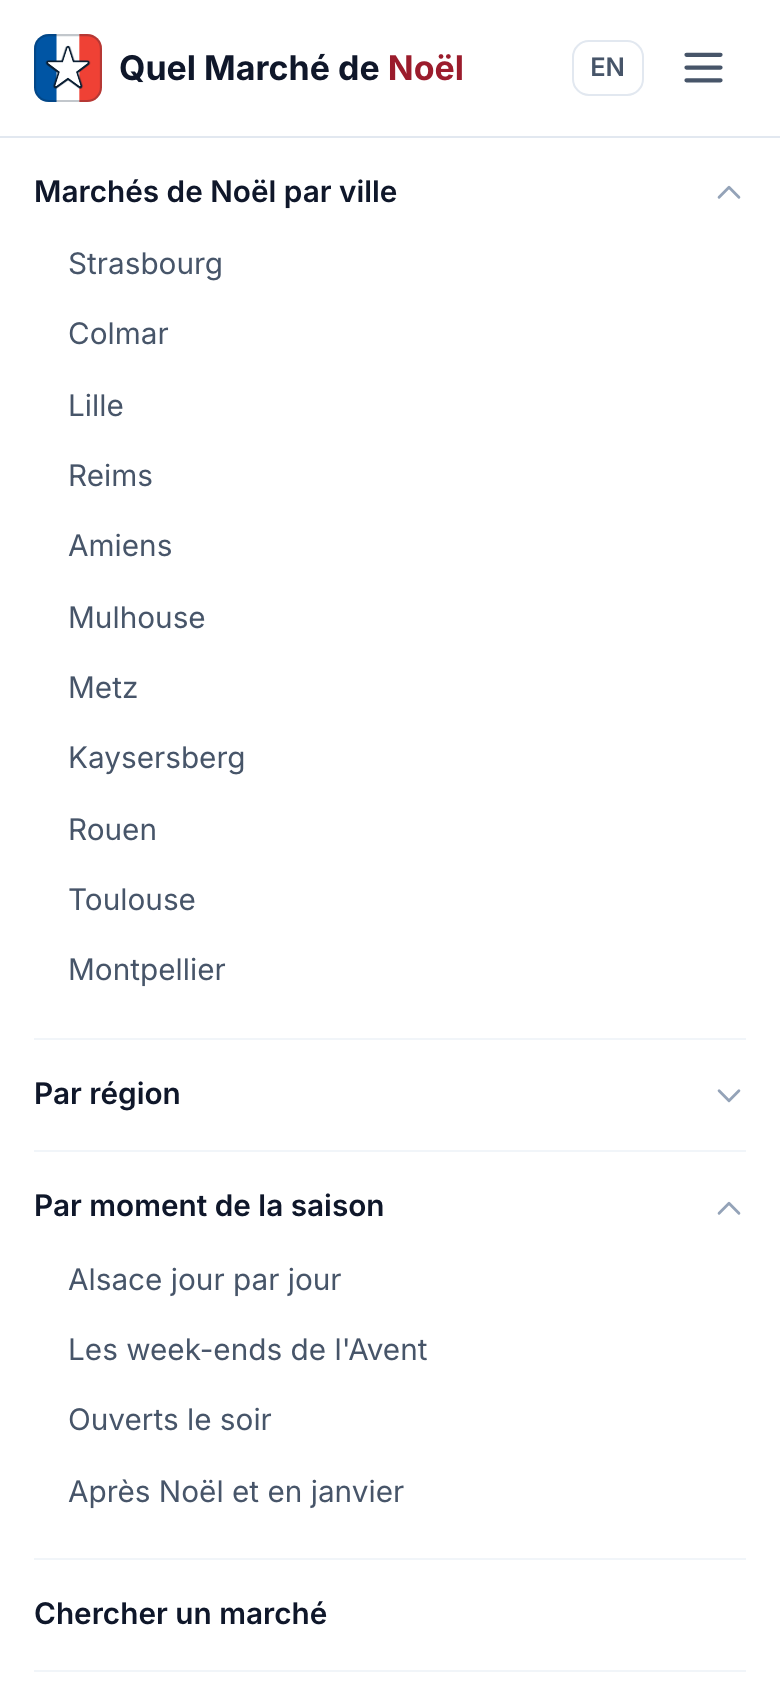 Quel Marché de Noël
EN
Marchés de Noël par ville
Strasbourg
Colmar
Lille
Reims
Amiens
Mulhouse
Metz
Kaysersberg
Rouen
Toulouse
Montpellier
Par région
Par moment de la saison
Alsace jour par jour
Les week-ends de l'Avent
Ouverts le soir
Après Noël et en janvier
Chercher un marché